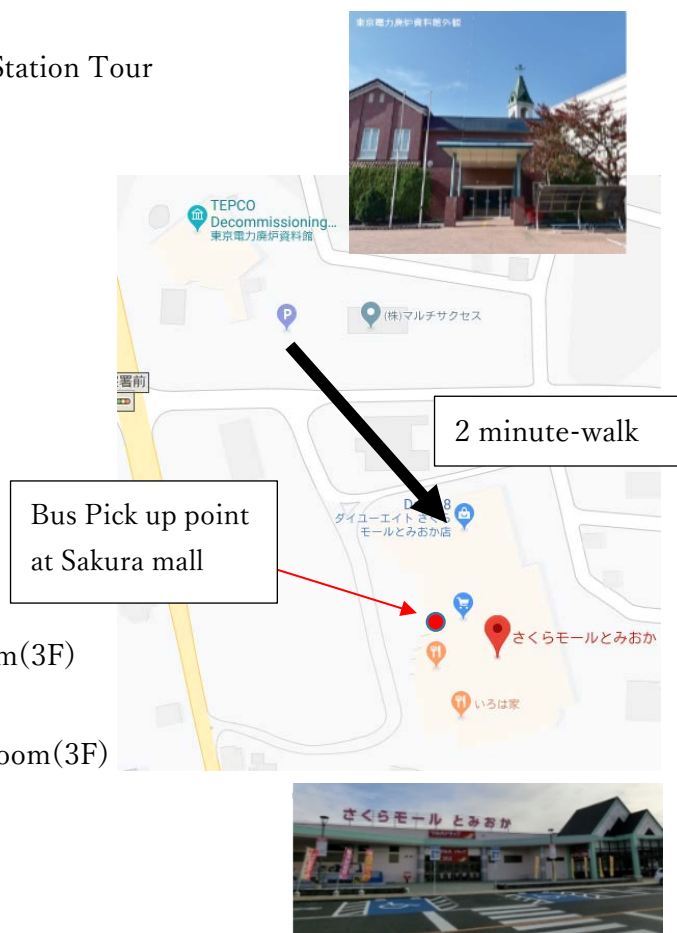 Station Tour
東京電力廃炉資料館外観
TEPCO
Decommissioning...
東京電力廃炉資料館
P
(株)マルチサクセス
署前
2 minute-walk
ダイユーエイト さくら
モールとみおか店
Bus Pick up point
at Sakura mall
さくらモールとみおか
m(3F)
いろは家
oom(3F)
さくらモール とみおか